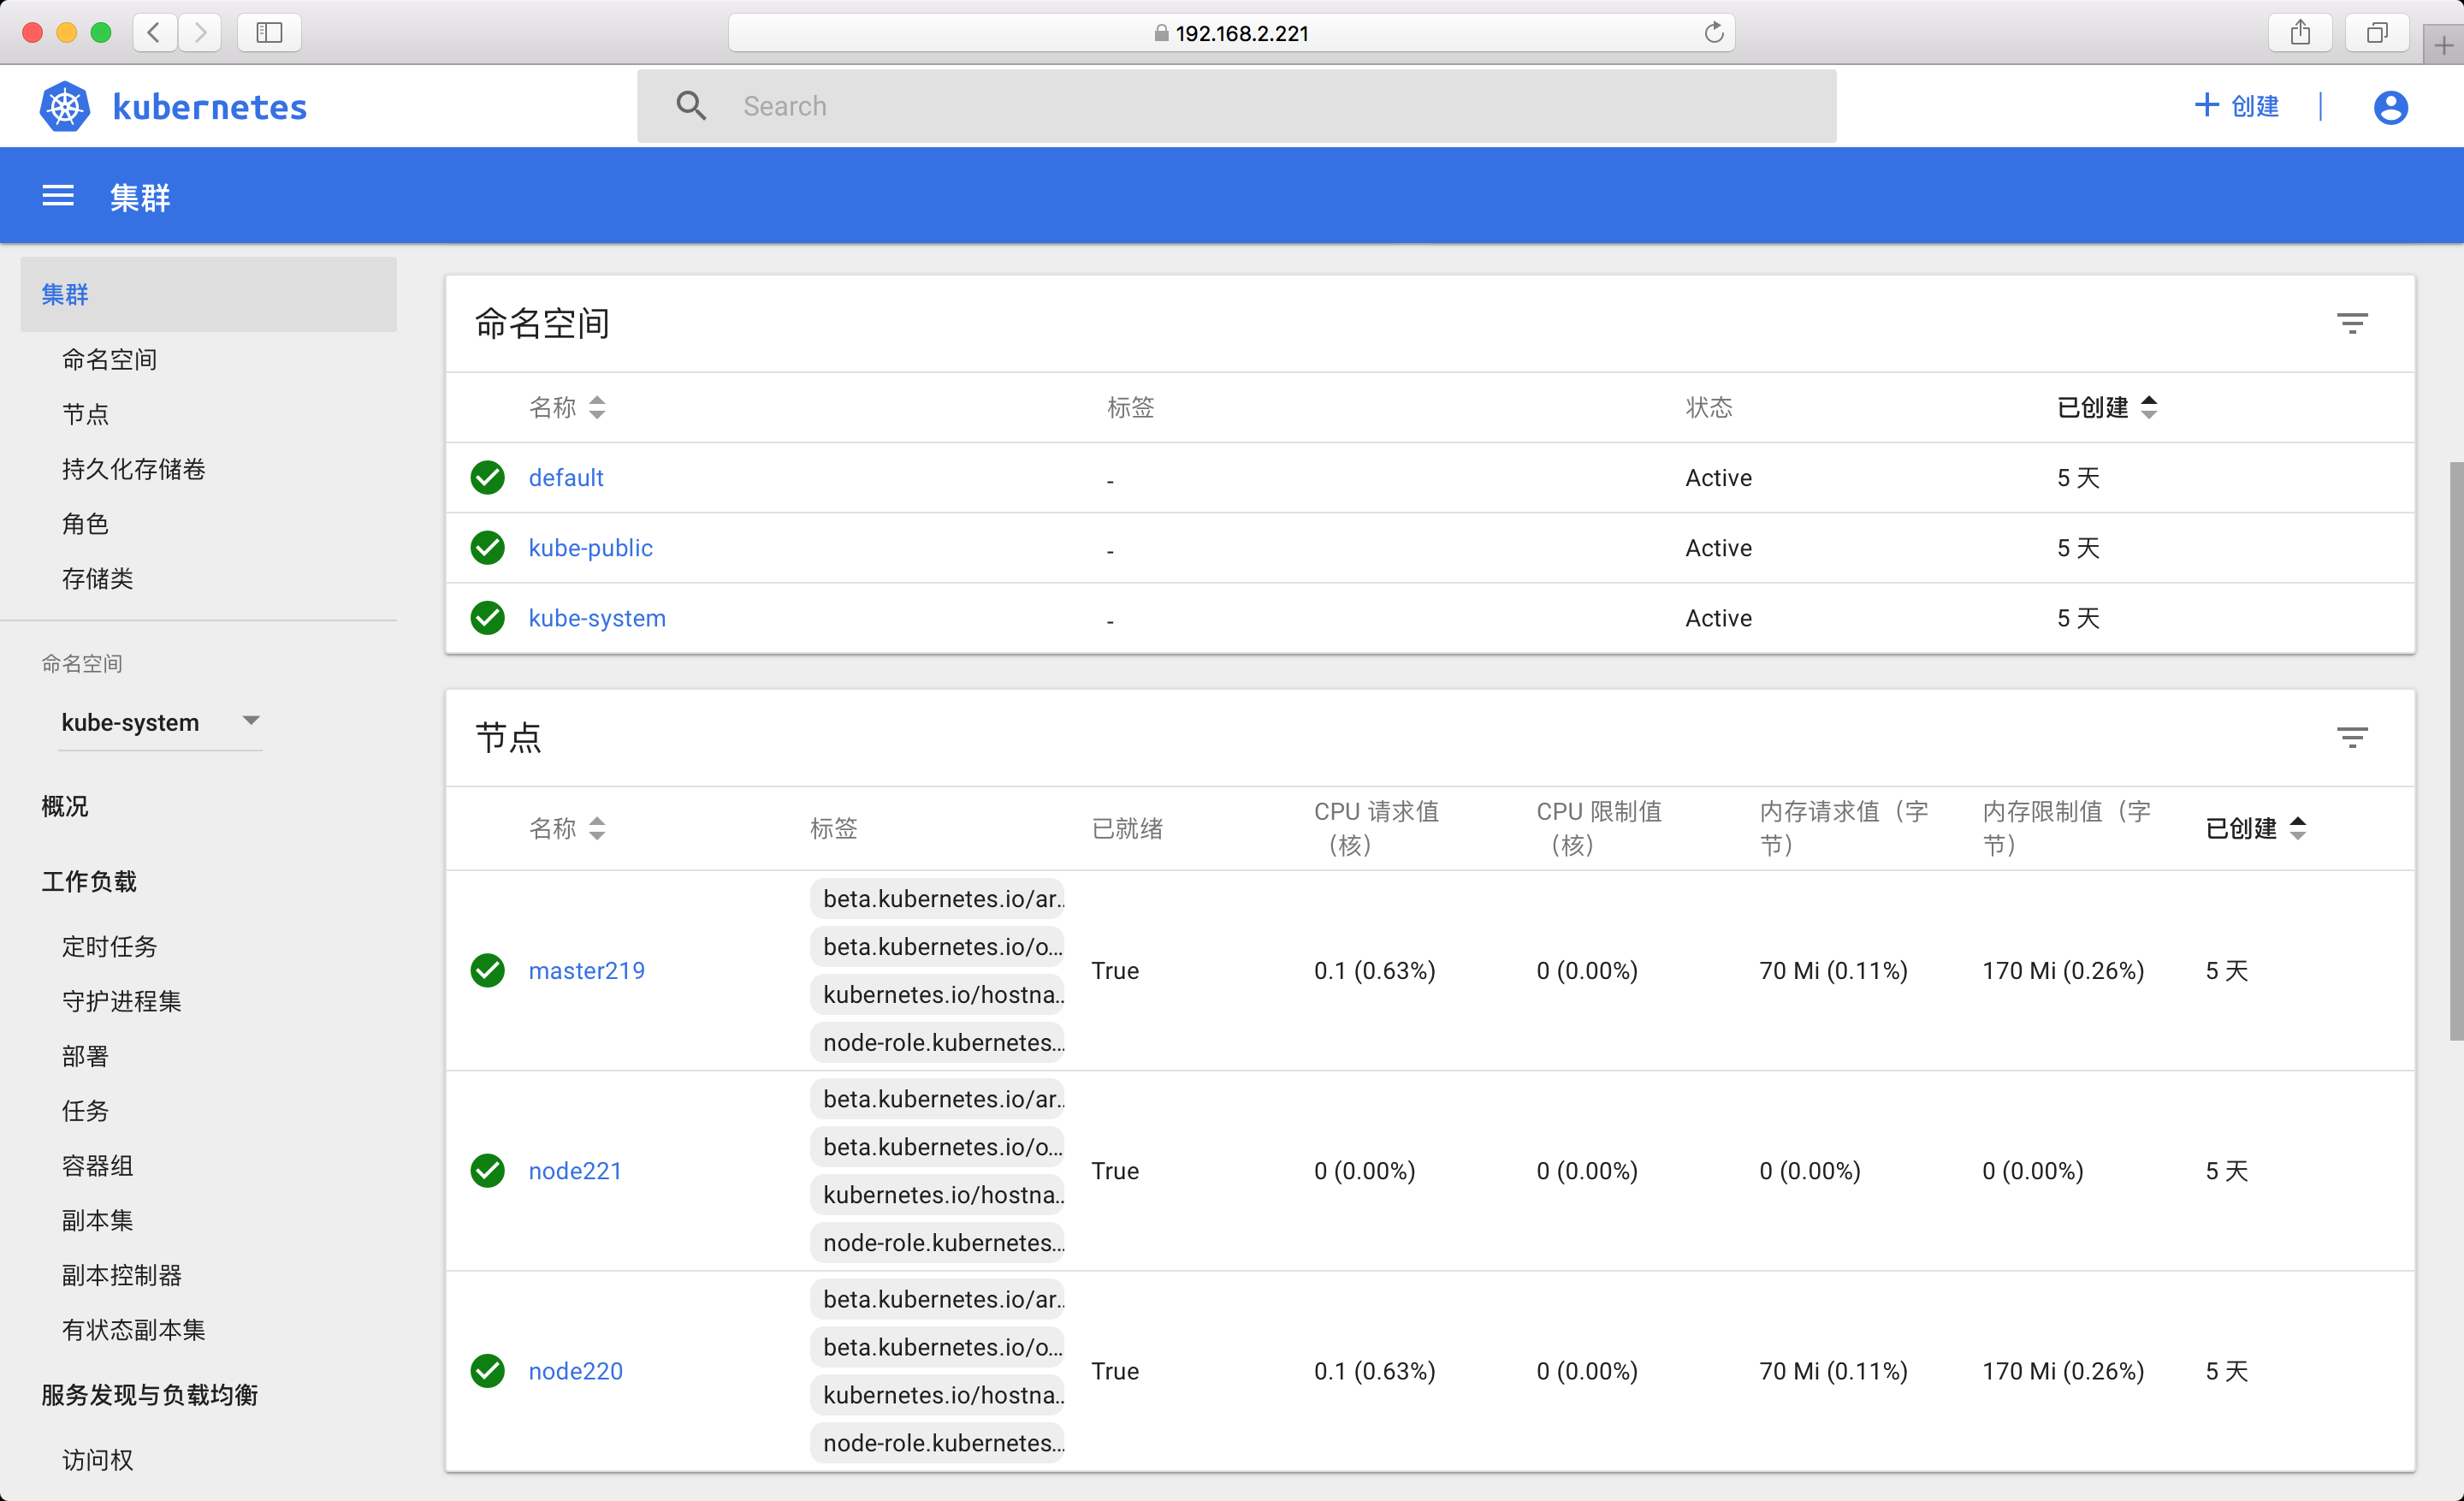 192.168.2.221
kubernetes
Search
创建
集群
集群
命名空间
节点
持久化存储卷
角色
存储类
命名空间
kube-system
概况
工作负载
定时任务
守护进程集
部署
任务
容器组
副本集
副本控制器
有状态副本集
服务发现与负载均衡
访问权
命名空间
名称 标签 状态 已创建
default - Active 5 天
kube-public - Active 5 天
kube-system - Active 5 天
节点
名称 标签 已就绪 CPU 请求值（核） CPU 限制值（核） 内存请求值（字节） 内存限制值（字节） 已创建
beta.kubernetes.io/ar..
beta.kubernetes.io/o...
master219 True 0.1 (0.63%) 0 (0.00%) 70 Mi (0.11%) 170 Mi (0.26%) 5 天
kubernetes.io/hostna..
node-role.kubernetes...
beta.kubernetes.io/ar..
beta.kubernetes.io/o...
node221 True 0 (0.00%) 0 (0.00%) 0 (0.00%) 0 (0.00%) 5 天
kubernetes.io/hostna..
node-role.kubernetes...
beta.kubernetes.io/ar..
beta.kubernetes.io/o...
node220 True 0.1 (0.63%) 0 (0.00%) 70 Mi (0.11%) 170 Mi (0.26%) 5 天
kubernetes.io/hostna..
node-role.kubernetes...